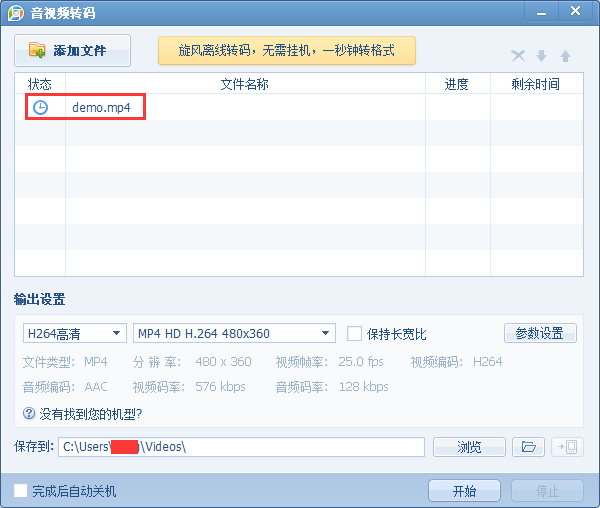 音视频转码
添加文件
旋风离线转码，无需挂机，一秒钟转格式
状态 文件名称 进度 剩余时间
demo.mp4
输出设置
H264高清 MP4 HD H.264 480x360 保持长宽比 参数设置
文件类型: MP4 分 辨 率: 480 x 360 视频帧率: 25.0 fps 视频编码: H264
音频编码: AAC 视频码率: 576 kbps 音频码率: 128 kbps
没有找到您的机型?
保存到: C:\Users\ \Videos\ 浏览
完成后自动关机 开始 停止